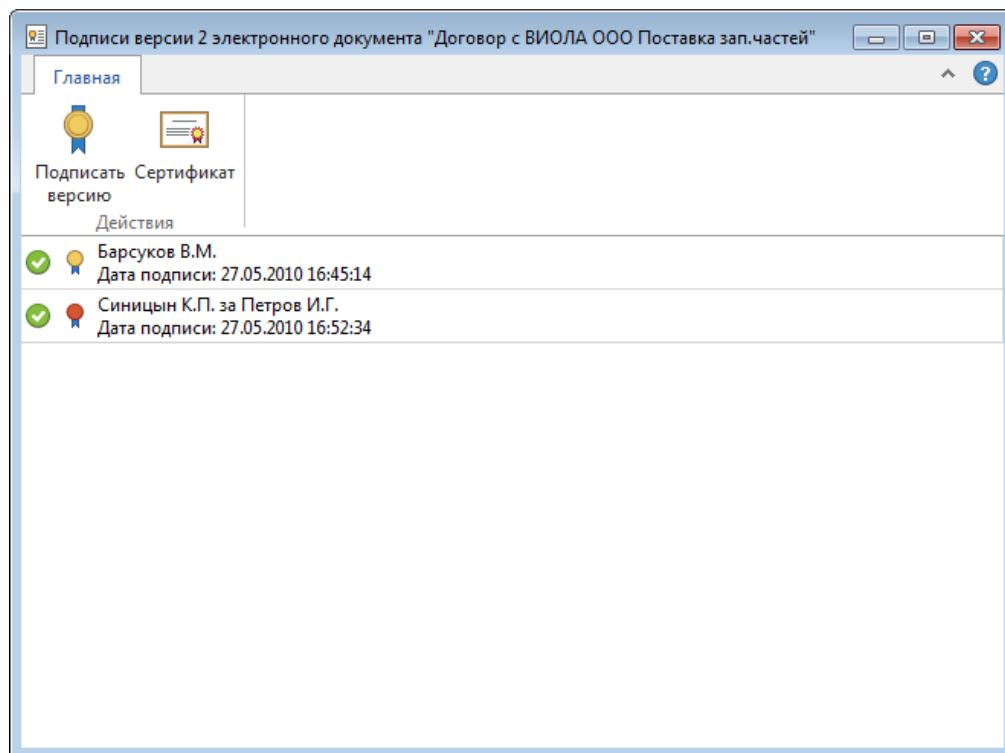 Подписи версии 2 электронного документа "Договор с ВИОЛА ООО Поставка зап.частей"
Главная
?
Подписать версию
Сертификат
Действия
Барсуков В.М.
Дата подписи: 27.05.2010 16:45:14
Синицын К.П. за Петров И.Г.
Дата подписи: 27.05.2010 16:52:34